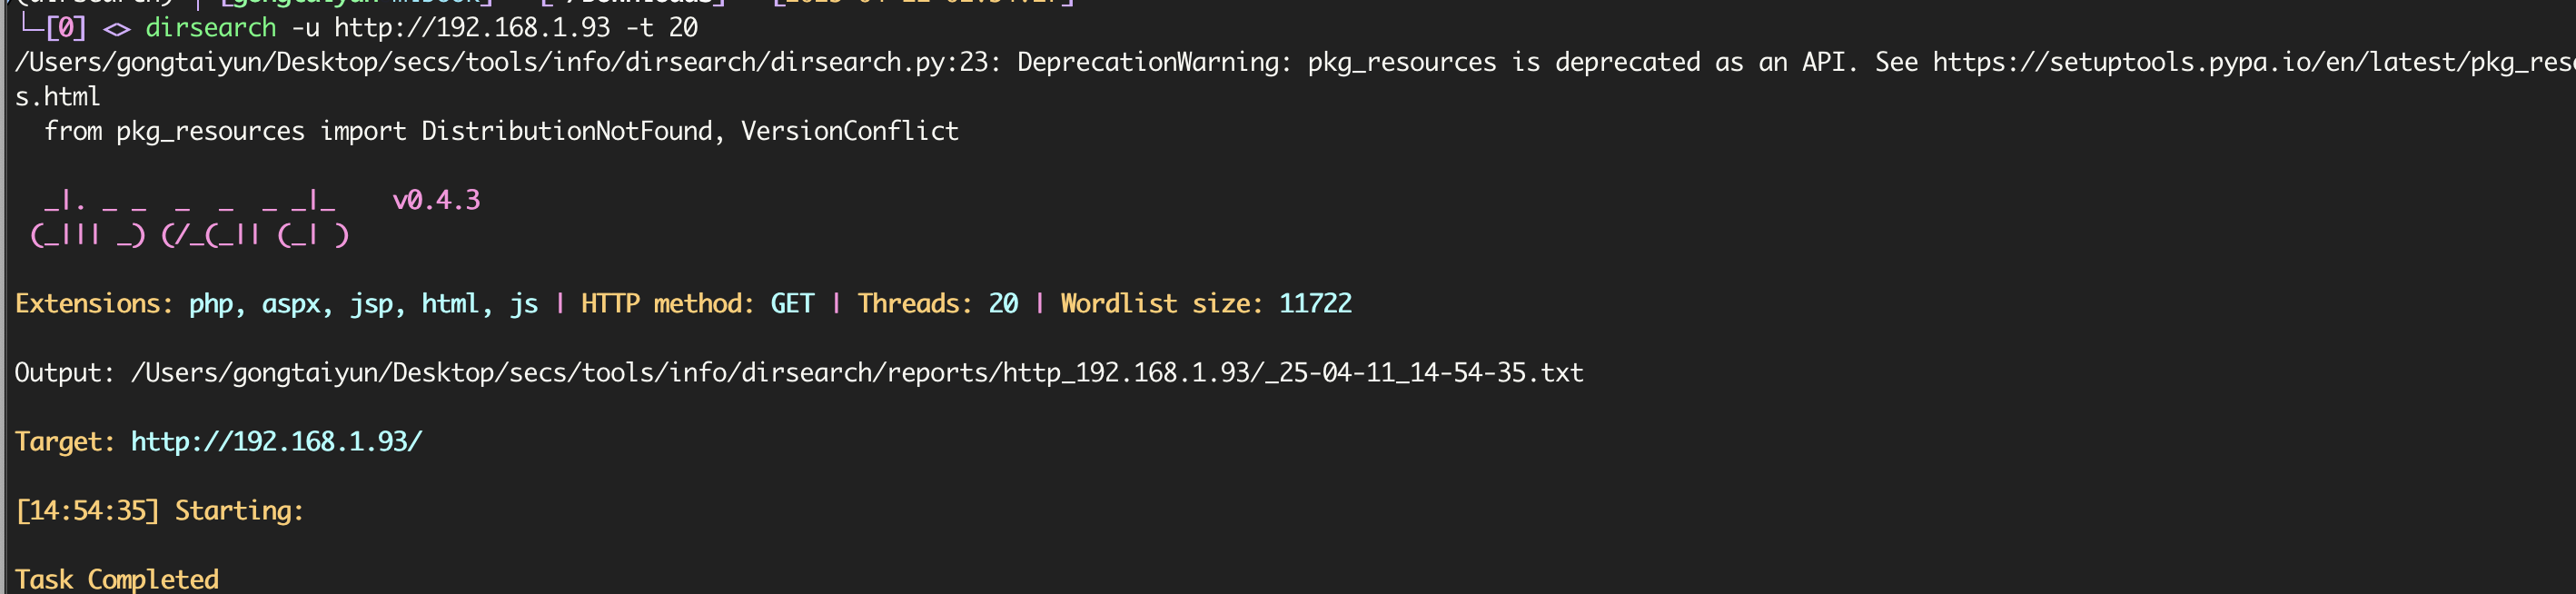 └─[0] <> dirsearch -u http://192.168.1.93 -t 20
/Users/gongtaiyun/Desktop/secs/tools/info/dirsearch/dirsearch.py:23: DeprecationWarning: pkg_resources is deprecated as an API. See https://setuptools.pypa.io/en/latest/pkg_res
s.html
  from pkg_resources import DistributionNotFound, VersionConflict
  _|. _ _  _  _  _ _|_    v0.4.3
 (_||| _) (/_(_|| (_| )
Extensions: php, aspx, jsp, html, js | HTTP method: GET | Threads: 20 | Wordlist size: 11722
Output: /Users/gongtaiyun/Desktop/secs/tools/info/dirsearch/reports/http_192.168.1.93/_25-04-11_14-54-35.txt
Target: http://192.168.1.93/
[14:54:35] Starting:
Task Completed